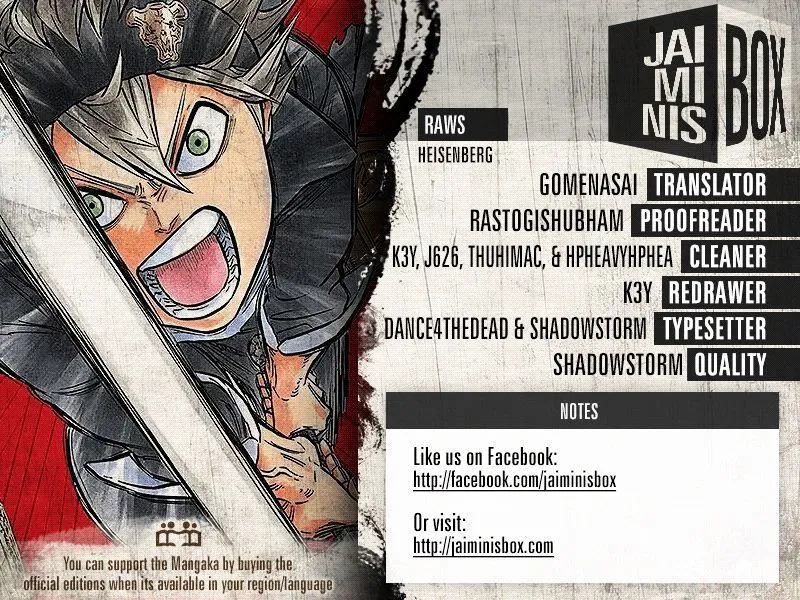 JAI
MI
NIS
BOX
RAWS
HEISENBERG
GOMENASAI TRANSLATOR
RASTOGISHUBHAM PROOFREADER
K3Y, J626, THUHIMAC, & HPHEAVYHPHEA CLEANER
K3Y REDRAWER
DANCE4THEDEAD & SHADOWSTORM TYPESETTER
SHADOWSTORM QUALITY
NOTES
Like us on Facebook:
http://facebook.com/jaiminisbox
Or visit:
http://jaiminisbox.com
You can support the Mangaka by buying the
official editions when its available in your region/language